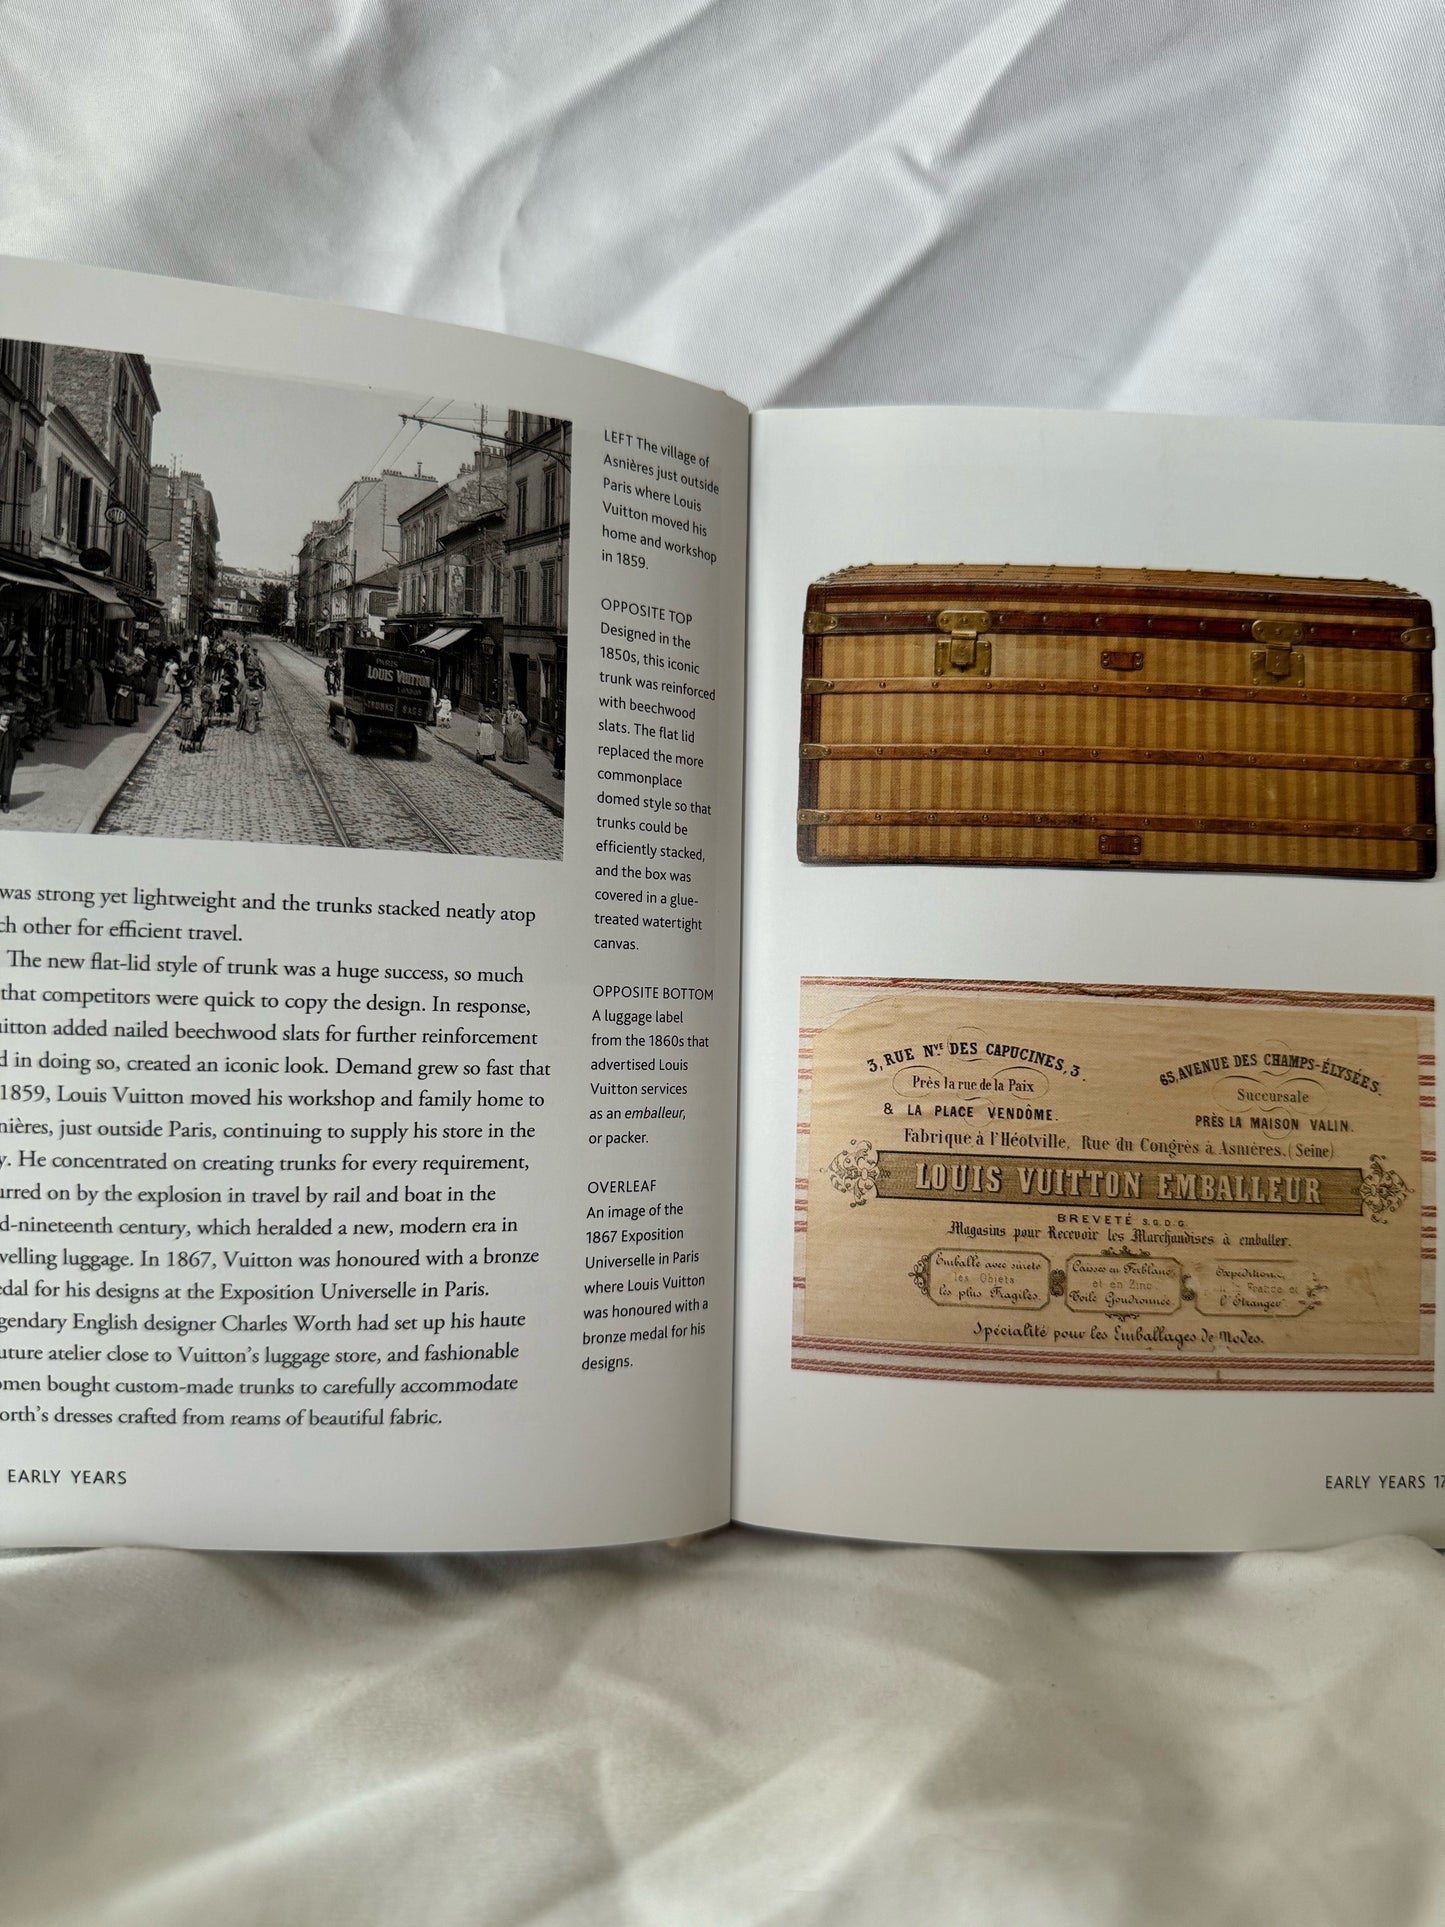 HOTEL
PARIS
LOUIS VUITTON
LONDON
TRUNKS BAGS
was strong yet lightweight and the trunks stacked neatly atop
ch other for efficient travel.
The new flat-lid style of trunk was a huge success, so much
that competitors were quick to copy the design. In response,
uitton added nailed beechwood slats for further reinforcement
d in doing so, created an iconic look. Demand grew so fast that
1859, Louis Vuitton moved his workshop and family home to
nières, just outside Paris, continuing to supply his store in the
y. He concentrated on creating trunks for every requirement,
urred on by the explosion in travel by rail and boat in the
d-nineteenth century, which heralded a new, modern era in
velling luggage. In 1867, Vuitton was honoured with a bronze
edal for his designs at the Exposition Universelle in Paris.
gendary English designer Charles Worth had set up his haute
uture atelier close to Vuitton's luggage store, and fashionable
omen bought custom-made trunks to carefully accommodate
orth's dresses crafted from reams of beautiful fabric.
EARLY YEARS
LEFT The village of
Asnières just outside
Paris where Louis
Vuitton moved his
home and workshop
in 1859.
OPPOSITE TOP
Designed in the
1850s, this iconic
trunk was reinforced
with beechwood
slats. The flat lid
replaced the more
commonplace
domed style so that
trunks could be
efficiently stacked,
and the box was
covered in a glue-
treated watertight
canvas.
OPPOSITE BOTTOM
A luggage label
from the 1860s that
advertised Louis
Vuitton services
as an emballeur,
or packer.
OVERLEAF
An image of the
1867 Exposition
Universelle in Paris
where Louis Vuitton
was honoured with a
bronze medal for his
designs.
3, RUE Nve DES CAPUCINES, 3
Près la rue de la Paix
& LA PLACE VENDÔME.
65, AVENUE DES CHAMPS-ÉLYSÉES
Succursale
PRÈS LA MAISON VALIN.
Fabrique à l'Héotville, Rue du Congrès à Asnières. (Seine)
LOUIS VUITTON EMBALLEUR
BREVETÉ S.G.D.G.
Magasins pour Recevoir les Marchandises à emballer.
Emballe avec sûreté
les Objets
les plus Fragiles.
Caisses en Ferblanc
et en Zinc
Toile Goudronnée
Expéditions,
la France et
l'Étranger
Spécialité pour les Emballages de Modes.
EARLY YEARS 17